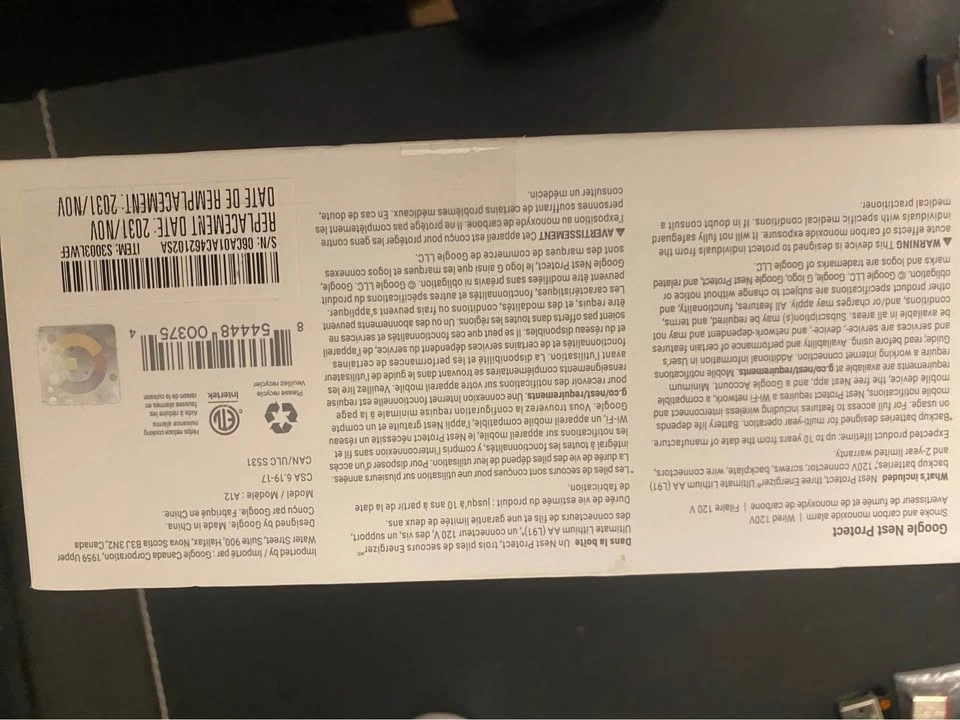 Google Nest Protect
Smoke and carbon monoxide alarm | Wired 120V
Avertisseur de fumée et de monoxyde de carbone | Filaire 120 V
What's included Nest Protect, three Energizer® Ultimate Lithium AA (L91)
backup batteries,* 120V connector, screws, backplate, wire connectors,
and 2-year limited warranty.
Expected product lifetime: up to 10 years from the date of manufacture.
*Backup batteries designed for multi-year operation. Battery life depends
on usage. For full access to features including wireless interconnect and
mobile notifications, Nest Protect requires a Wi-Fi network, a compatible
mobile device, the free Nest app, and a Google Account. Minimum
requirements are available at g.co/nest/requirements. Mobile notifications
require a working internet connection. Additional information in User's
Guide, read before using. Availability and performance of certain features
and services are service-, device-, and network-dependent and may not
be available in all areas. Subscription(s) may be required, and terms,
conditions, and/or charges may apply. All features, functionality, and
other product specifications are subject to change without notice or
obligation. © Google LLC. Google, G logo, Google Nest Protect, and related
marks and logos are trademarks of Google LLC.
⚠ WARNING This device is designed to protect individuals from the
acute effects of carbon monoxide exposure. It will not fully safeguard
individuals with specific medical conditions. If in doubt consult a
medical practitioner.
Dans la boîte Un Nest Protect, trois piles de secours Energizer®
Ultimate Lithium AA (L91)*, un connecteur 120 V, des vis, un support,
des connecteurs de fils et une garantie limitée de deux ans.
Durée de vie estimée du produit : jusqu'à 10 ans à partir de la date
de fabrication.
*Les piles de secours sont conçues pour une utilisation sur plusieurs années.
La durée de vie des piles dépend de leur utilisation. Pour disposer d'un accès
intégral à toutes les fonctionnalités, y compris l'interconnexion sans fil et
les notifications sur appareil mobile, le Nest Protect nécessite un réseau
Wi-Fi, un appareil mobile compatible, l'appli Nest gratuite et un compte
Google. Vous trouverez la configuration requise minimale à la page
g.co/nest/requirements. Une connexion Internet fonctionnelle est requise
pour recevoir des notifications sur votre appareil mobile. Veuillez lire les
renseignements complémentaires se trouvant dans le guide de l'utilisateur
avant l'utilisation. La disponibilité et les performances de certaines
fonctionnalités et de certains services dépendent du service, de l'appareil
et du réseau disponibles. Il se peut que ces fonctionnalités et services ne
soient pas offerts dans toutes les régions. Un ou des abonnements peuvent
être requis, et des modalités, conditions ou frais peuvent s'appliquer.
Les caractéristiques, fonctionnalités et autres spécifications du produit
peuvent être modifiées sans préavis ni obligation. © Google LLC. Google,
Google Nest Protect, le logo G ainsi que les marques et logos connexes
sont des marques de commerce de Google LLC.
⚠ AVERTISSEMENT Cet appareil est conçu pour protéger les gens contre
l'exposition au monoxyde de carbone. Il ne protège pas complètement les
personnes souffrant de certains problèmes médicaux. En cas de doute,
consulter un médecin.
Imported by / Importé par : Google Canada Corporation, 1959 Upper
Water Street, Suite 900, Halifax, Nova Scotia B3J 3N2, Canada
Designed by Google. Made in China.
Conçu par Google. Fabriqué en Chine.
Model / Modèle : A12
CSA 6.19-17
CAN/ULC S531
Please recycle
Veuillez recycler
ETL
Intertek
Helps reduce cooking
nuisance alarms
Aide à réduire les
fausses alarmes en
raison de la cuisson
8 54448 00375 4
S/N: 06CA01AC4621025A ITEM: S3003LWEF
REPLACEMENT DATE: 2031/NOV
DATE DE REMPLACEMENT: 2031/NOV